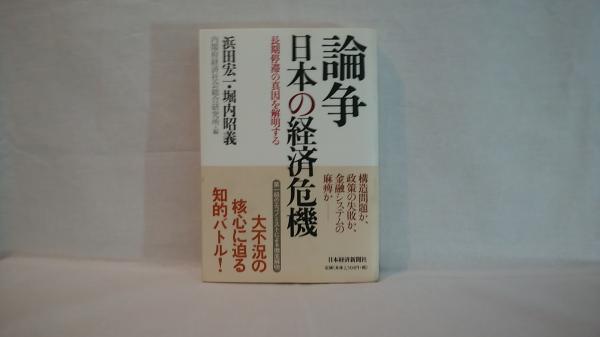 論争
日本の経済危機
長期停滞の真因を解明する
浜田宏一・堀内昭義
内閣府経済社会総合研究所・編
構造問題か、
政策の失敗か、
金融システムの
麻痺か――
大不況の
核心に迫る
知的バトル!
日本経済新聞社